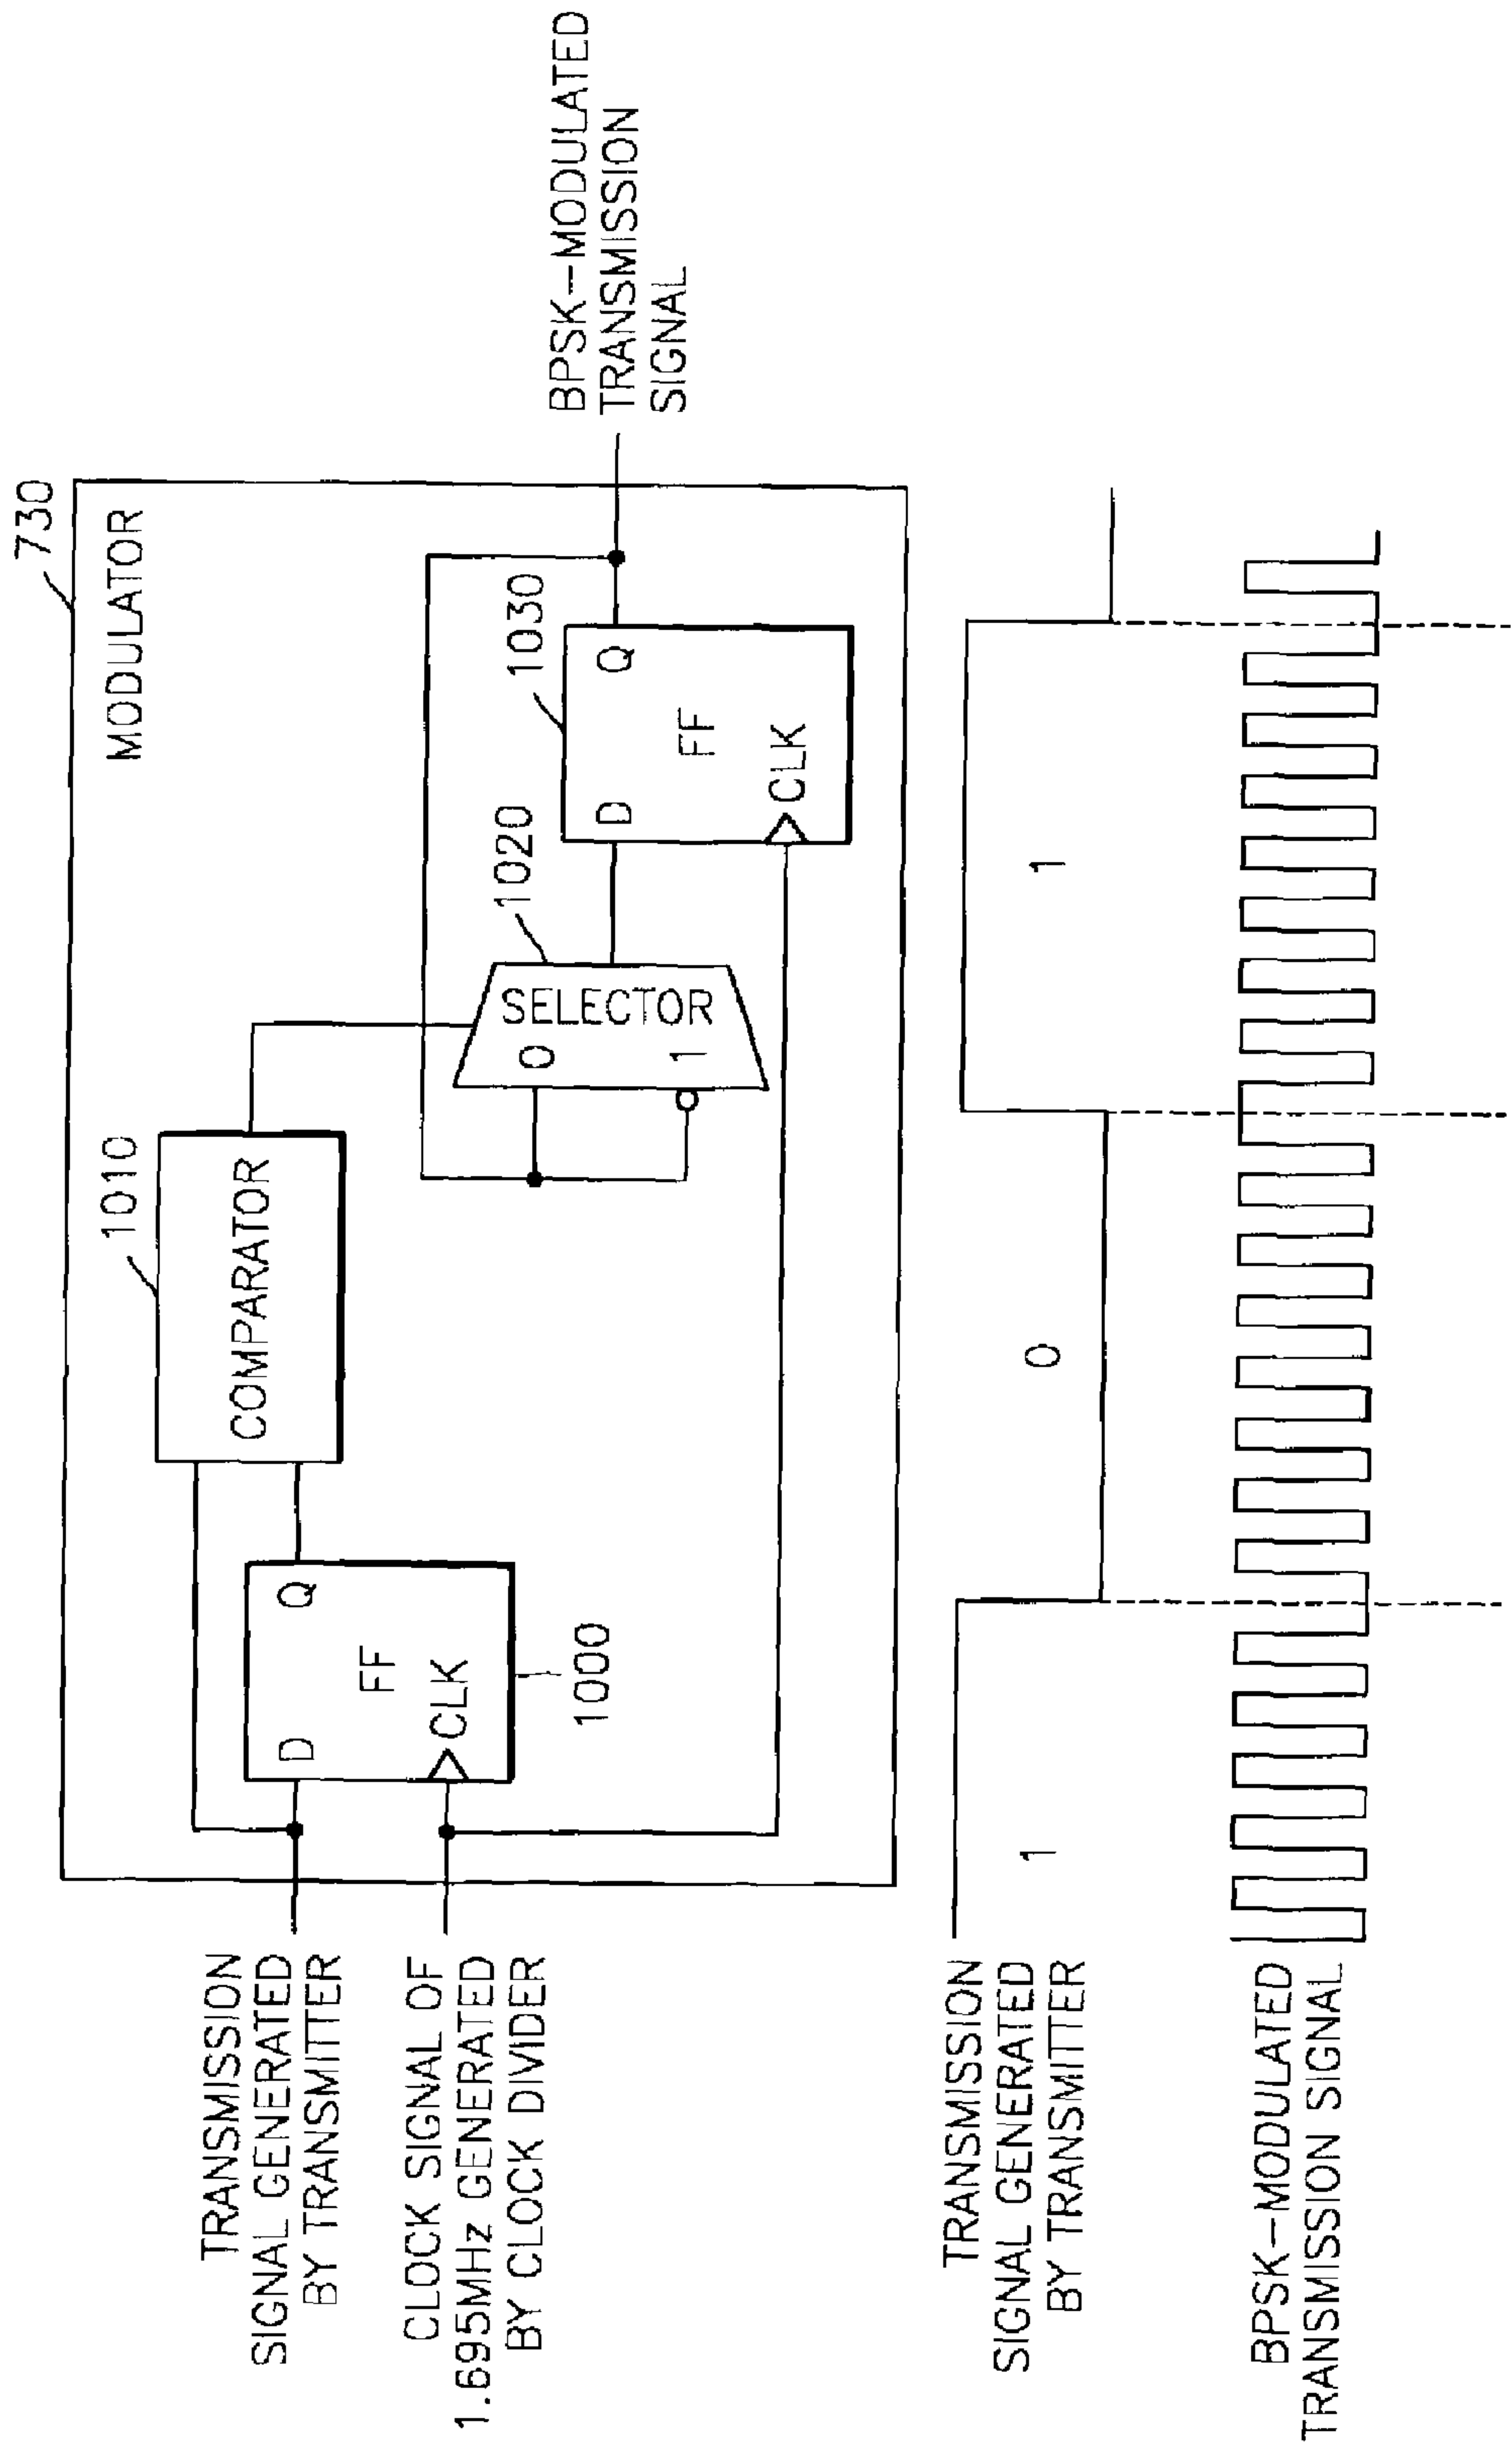 730
MODULATOR
1010
COMPARATOR
TRANSMISSION
SIGNAL GENERATED
BY TRANSMITTER
D
Q
FF
CLK
1000
CLOCK SIGNAL OF
1.695MHz GENERATED
BY CLOCK DIVIDER
1020
SELECTOR
0
1
1030
D
Q
FF
CLK
BPSK-MODULATED
TRANSMISSION
SIGNAL
TRANSMISSION
SIGNAL GENERATED
BY TRANSMITTER
1
0
1
BPSK-MODULATED
TRANSMISSION SIGNAL